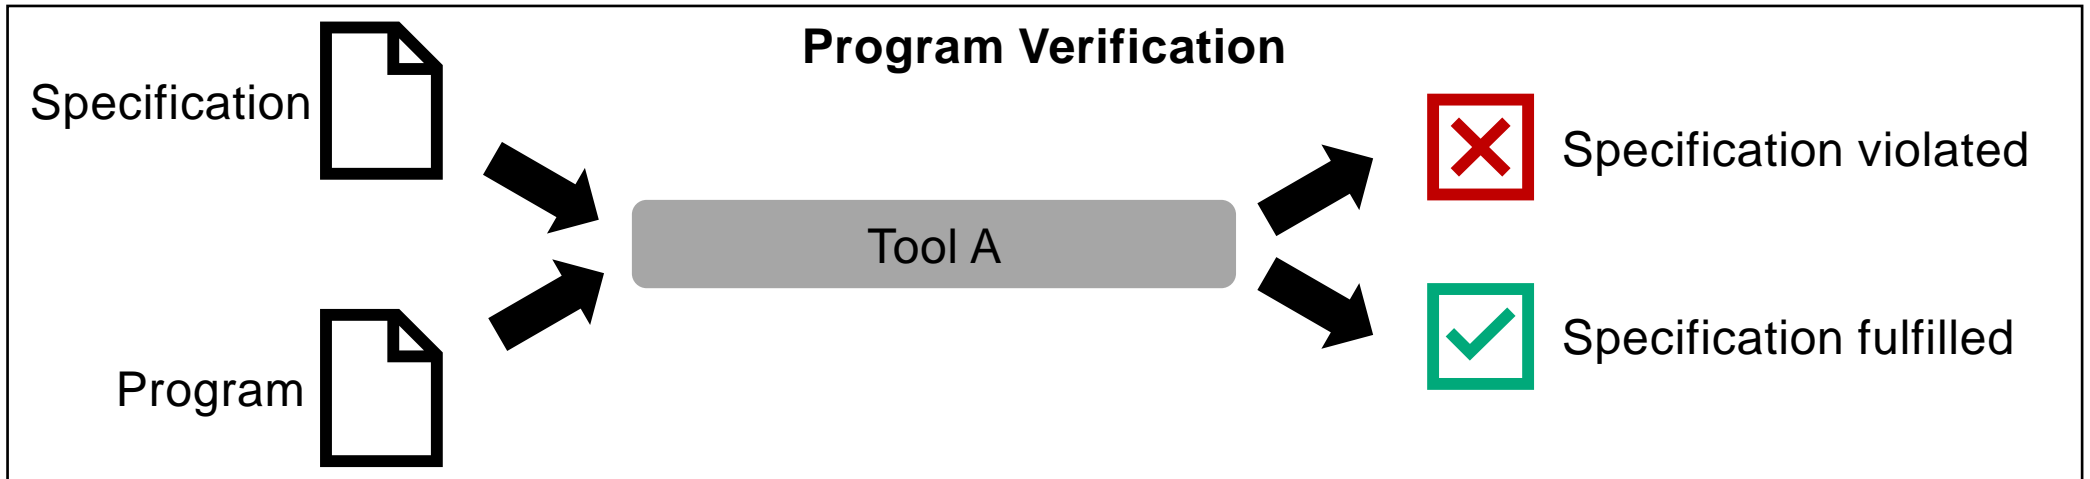 Program Verification
Specification
Specification violated
Tool A
Specification fulfilled
Program